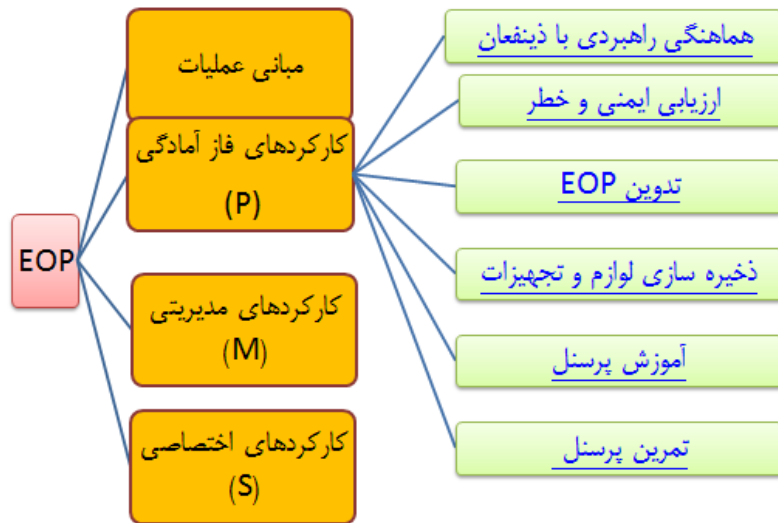 EOP
مبانی عملیات
کارکردهای فاز آمادگی
(P)
کارکردهای مدیریتی
(M)
کارکردهای اختصاصی
(S)
هماهنگی راهبردی با ذینفعان
ارزیابی ایمنی و خطر
تدوین EOP
ذخیره سازی لوازم و تجهیزات
آموزش پرسنل
تمرین پرسنل